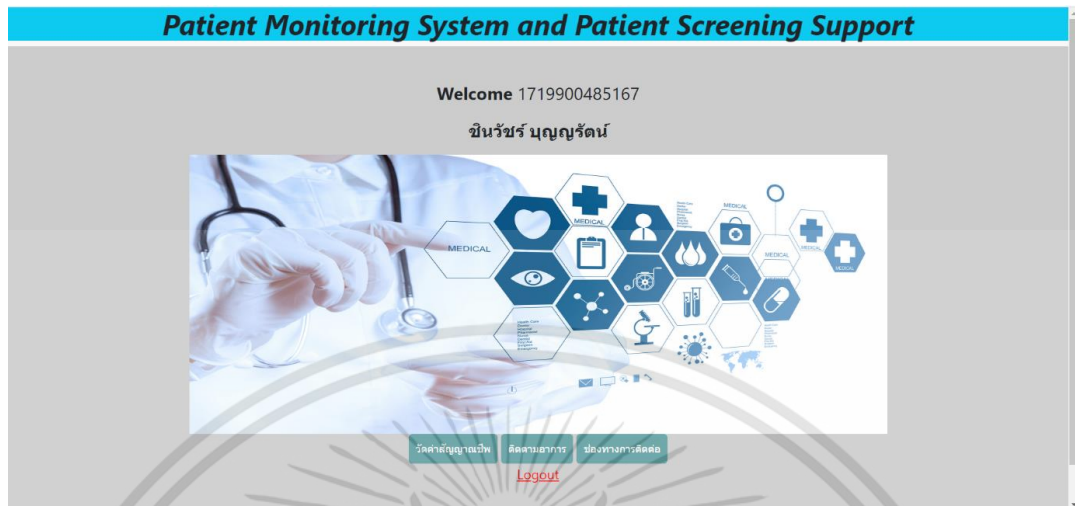 Patient Monitoring System and Patient Screening Support
Welcome 1719900485167
ชินวัชร์ บุญญรัตน์
MEDICAL
MEDICAL
MEDICAL
MEDICAL
MEDICAL
MEDICAL
วัดค่าสัญญาณชีพ ติดตามอาการ ช่องทางการติดต่อ
Logout